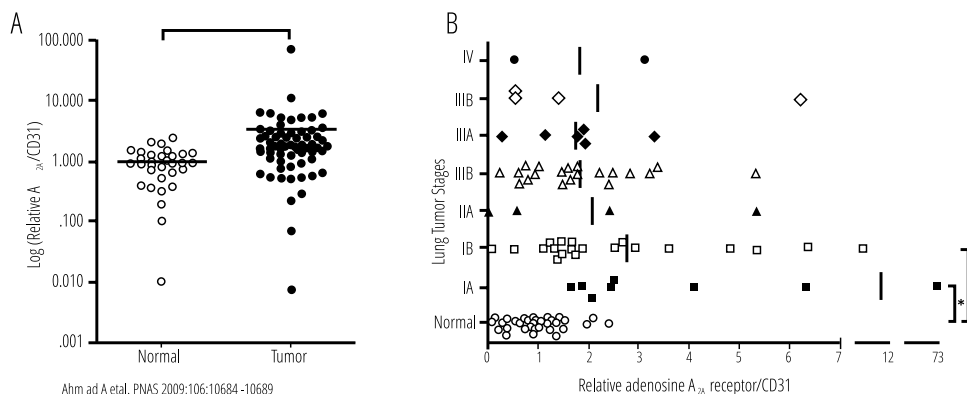 A
100.000
10.000
1.000
.100
0.010
.001
Log (Relative A 2A/CD31)
Normal
Tumor
Ahm ad A etal. PNAS 2009:106:10684 -10689
B
IV
IIIB
IIIA
IIIB
IIA
IB
IA
Normal
Lung Tumor Stages
0 1 2 3 4 5 6 7 12 73
Relative adenosine A 2A receptor/CD31
*